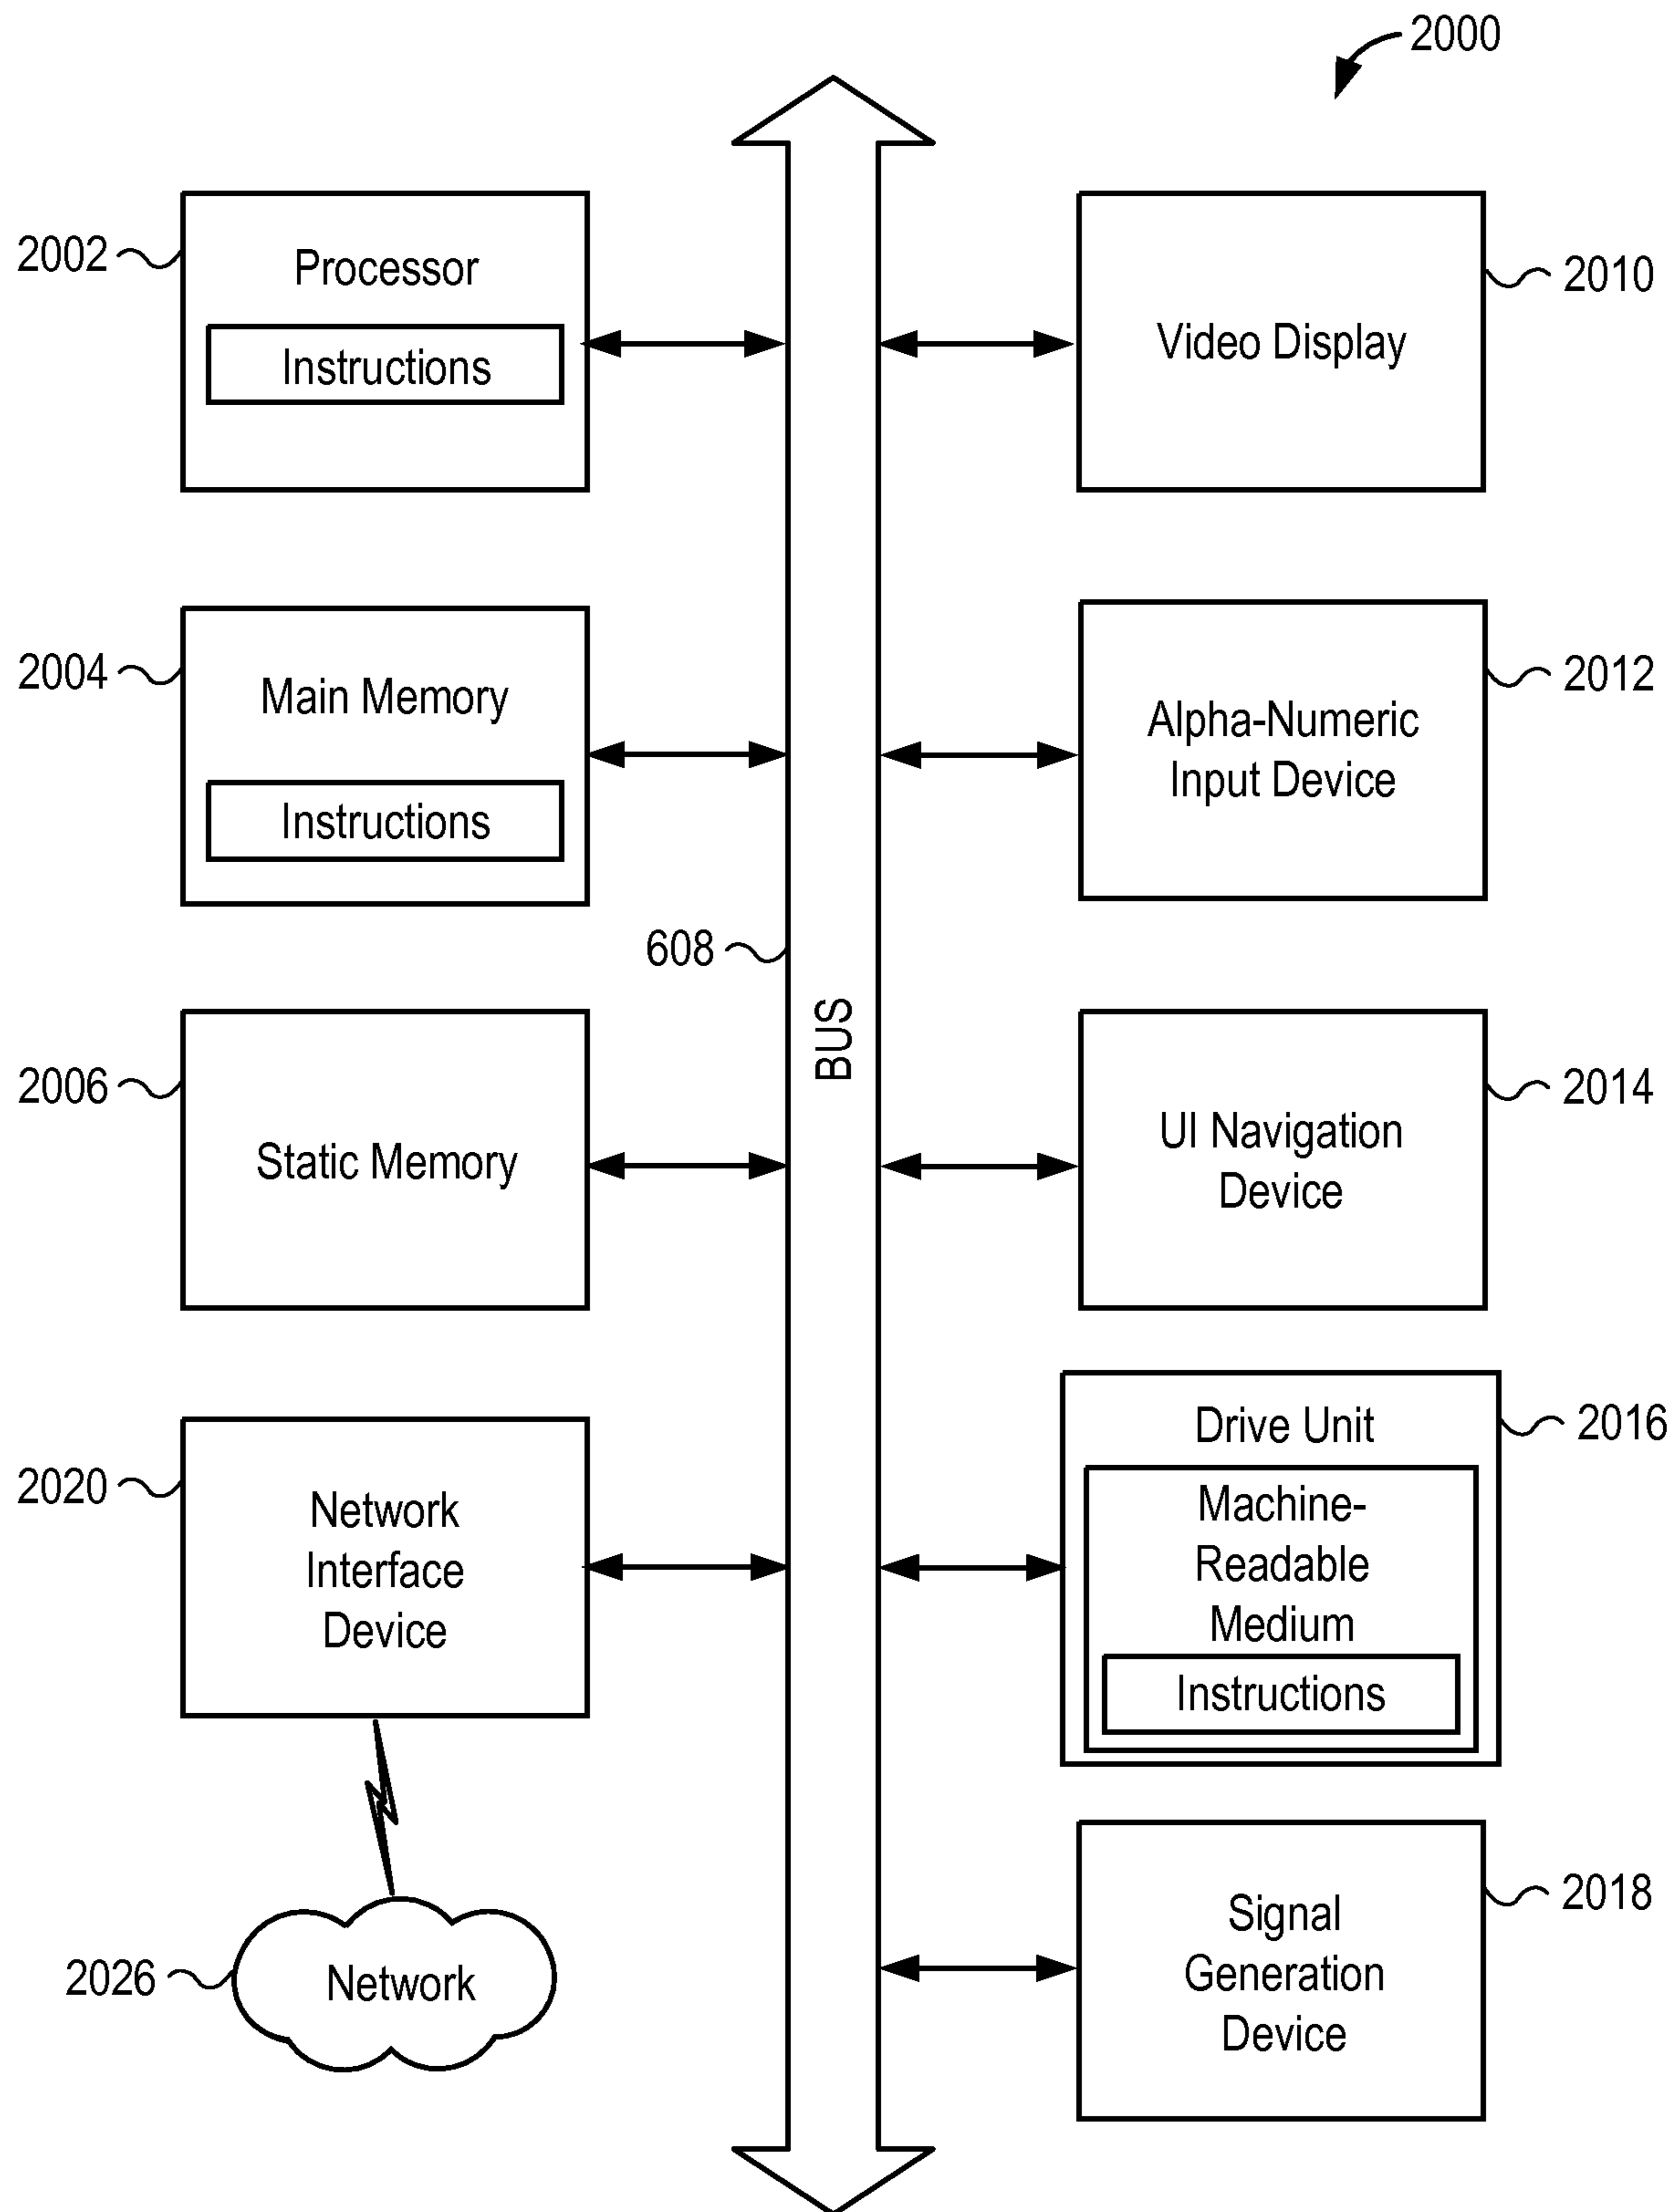 2000
2002
Processor
Instructions
2010
Video Display
2004
Main Memory
Instructions
2012
Alpha-Numeric
Input Device
608
BUS
2006
Static Memory
2014
UI Navigation
Device
2020
Network
Interface
Device
2016
Drive Unit
Machine-
Readable
Medium
Instructions
2026
Network
2018
Signal
Generation
Device